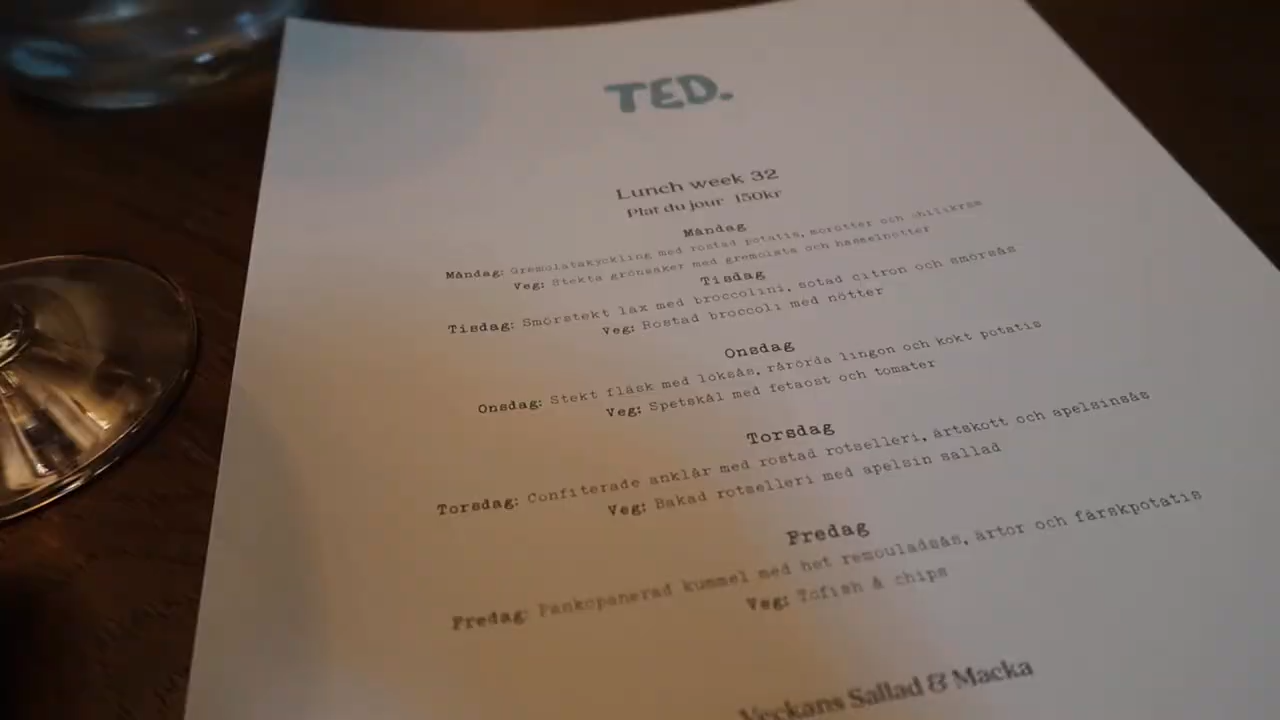 TED.
Lunch week 32
Plat du jour 150kr
Måndag
Måndag: Gremolatakyckling med rostad potatis, morötter och chilikräm
Veg: Stekta grönsaker med gremolata och hasselnötter
Tisdag
Tisdag: Smörstekt lax med broccolini, sotad citron och smörsås
Veg: Rostad broccoli med nötter
Onsdag
Onsdag: Stekt fläsk med löksås, rårörda lingon och kokt potatis
Veg: Spetskål med fetaost och tomater
Torsdag
Torsdag: Confiterade anklår med rostad rotselleri, ärtskott och apelsinsås
Veg: Bakad rotselleri med apelsin sallad
Fredag
Fredag: Pankopanerad kummel med het remouladsås, ärtor och färskpotatis
Veg: Tofish & chips
Veckans Sallad & Macka